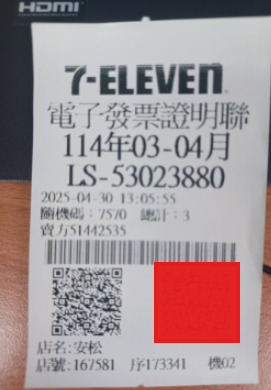 HDMI
7-ELEVEN
電子發票證明聯
114年03-04月
LS-53023880
2025-04-30 13:05:55
隨機碼：7570 總計：3
賣方51442535
店名:安松
店號:167581 序173341 機02